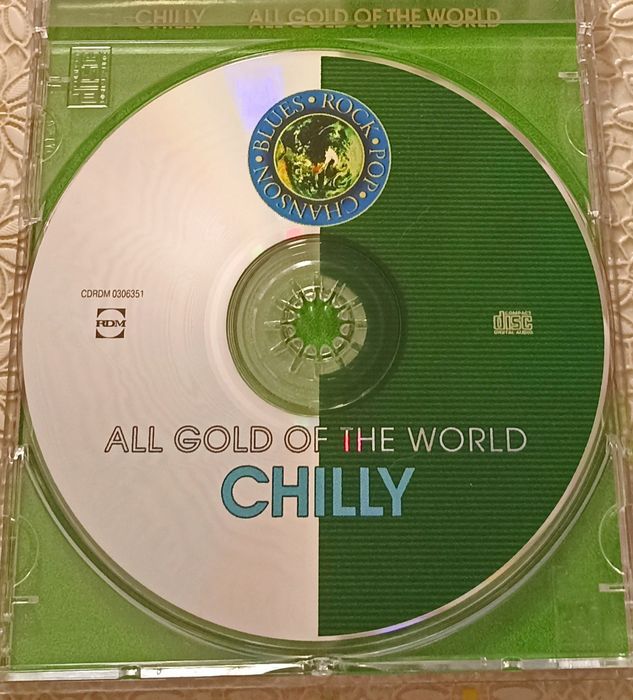 CHILLY ALL GOLD OF THE WORLD
BLUES • ROCK • POP • CHANSON •
CDRDM 0306351
RDM
COMPACT
disc
DIGITAL AUDIO
ALL GOLD OF THE WORLD
CHILLY